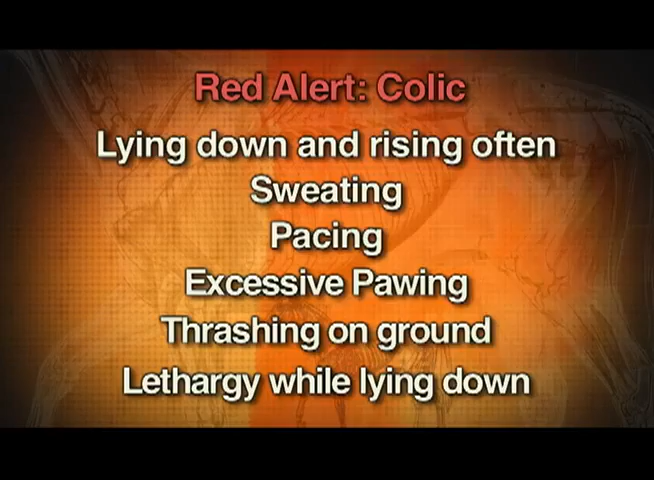 Red Alert: Colic
Lying down and rising often
Sweating
Pacing
Excessive Pawing
Thrashing on ground
Lethargy while lying down